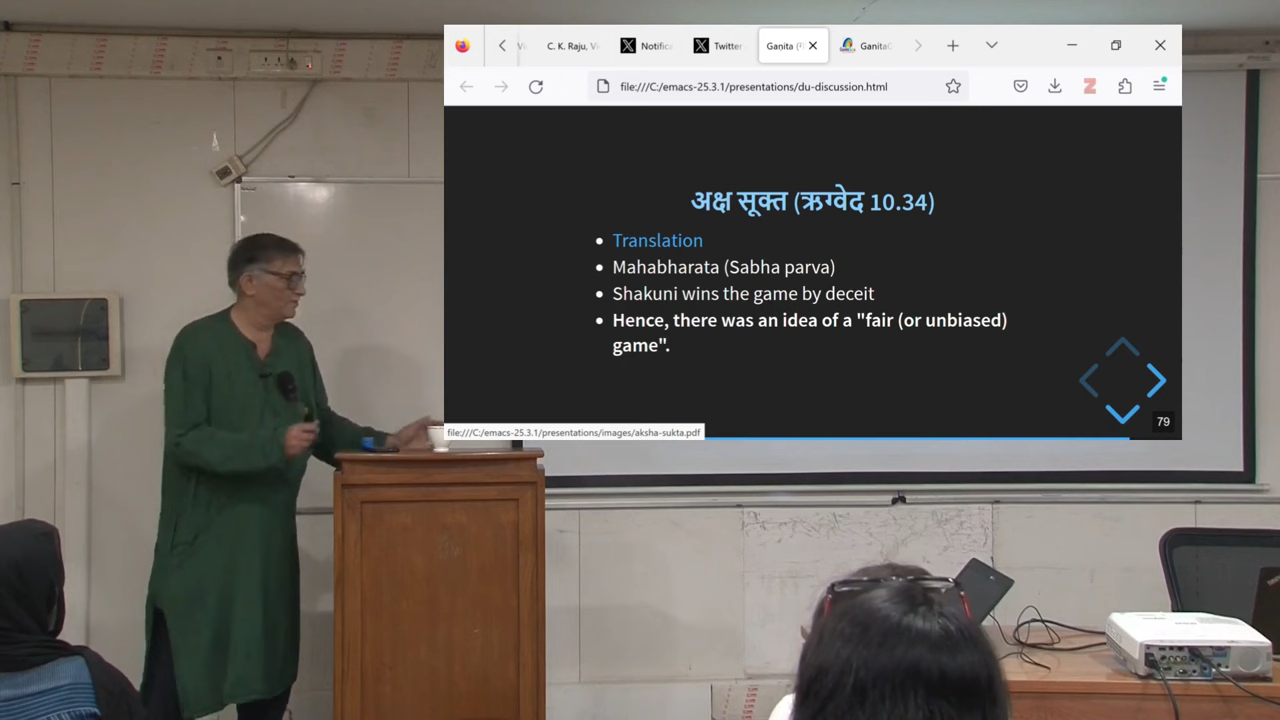 C. K. Raju, Vi
Notifica
Twitter
Gaṇita (
GanitaC
file:///C:/emacs-25.3.1/presentations/du-discussion.html
अक्ष सूक्त (ऋग्वेद 10.34)
Translation
Mahabharata (Sabha parva)
Shakuni wins the game by deceit
Hence, there was an idea of a "fair (or unbiased)
game".
79
file:///C:/emacs-25.3.1/presentations/images/aksha-sukta.pdf